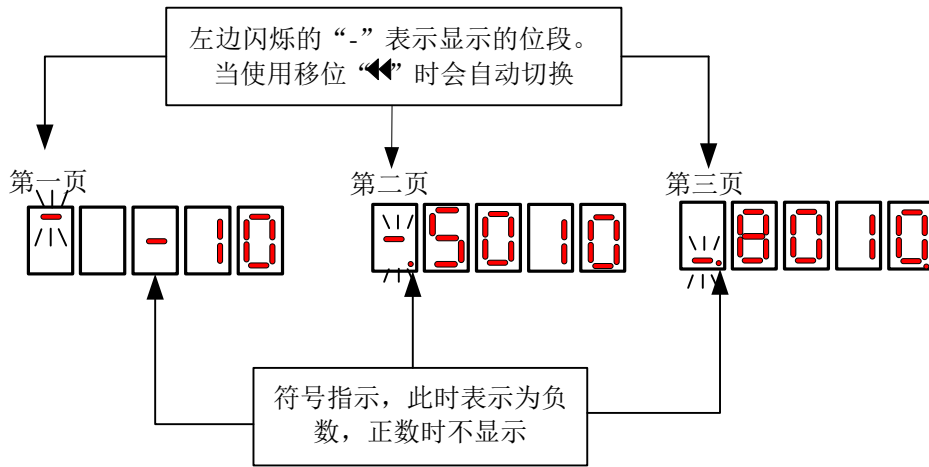 左边闪烁的“-”表示显示的位段。
当使用移位“”时会自动切换
第一页
第二页
第三页
-10
-.5010
_.8010.
符号指示，此时表示为负
数，正数时不显示